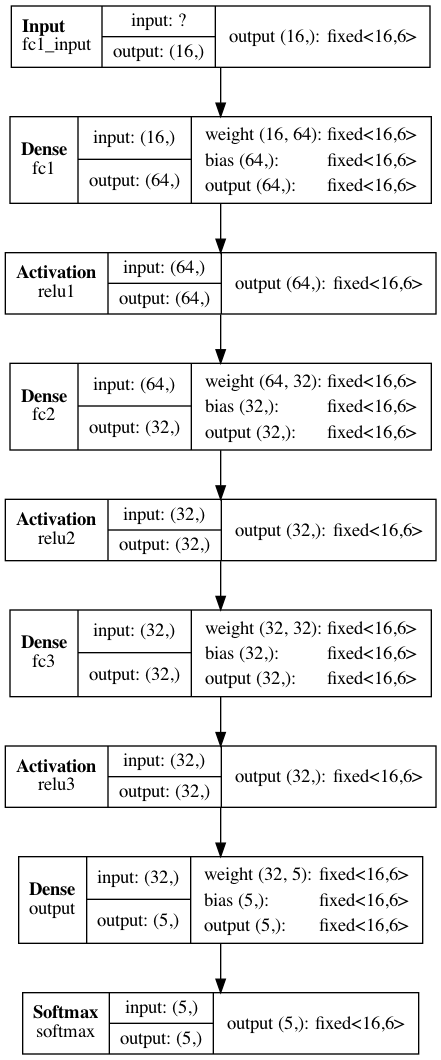 Input
fc1_input
input: ?
output: (16,)
output (16,): fixed<16,6>
Dense
fc1
input: (16,)
output: (64,)
weight (16, 64): fixed<16,6>
bias (64,): fixed<16,6>
output (64,): fixed<16,6>
Activation
relu1
input: (64,)
output: (64,)
output (64,): fixed<16,6>
Dense
fc2
input: (64,)
output: (32,)
weight (64, 32): fixed<16,6>
bias (32,): fixed<16,6>
output (32,): fixed<16,6>
Activation
relu2
input: (32,)
output: (32,)
output (32,): fixed<16,6>
Dense
fc3
input: (32,)
output: (32,)
weight (32, 32): fixed<16,6>
bias (32,): fixed<16,6>
output (32,): fixed<16,6>
Activation
relu3
input: (32,)
output: (32,)
output (32,): fixed<16,6>
Dense
output
input: (32,)
output: (5,)
weight (32, 5): fixed<16,6>
bias (5,): fixed<16,6>
output (5,): fixed<16,6>
Softmax
softmax
input: (5,)
output: (5,)
output (5,): fixed<16,6>